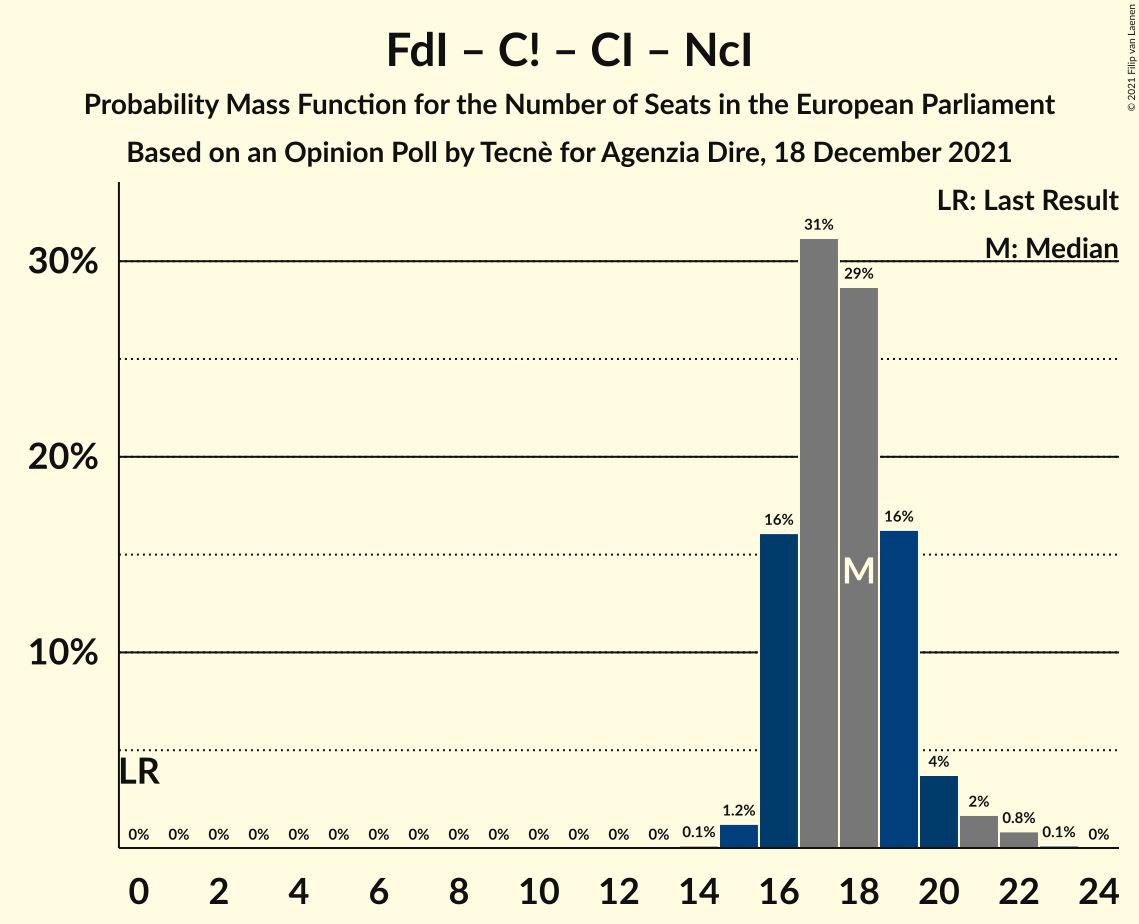 FdI – C! – CI – NcI
Probability Mass Function for the Number of Seats in the European Parliament
Based on an Opinion Poll by Tecnè for Agenzia Dire, 18 December 2021
© 2021 Filip van Laenen
LR: Last Result
M: Median
30%
20%
10%
31%
29%
16%
16%
M
LR
4%
2%
1.2%
0.8%
0% 0% 0% 0% 0% 0% 0% 0% 0% 0% 0% 0% 0% 0% 0.1% 0.1% 0%
0 2 4 6 8 10 12 14 16 18 20 22 24